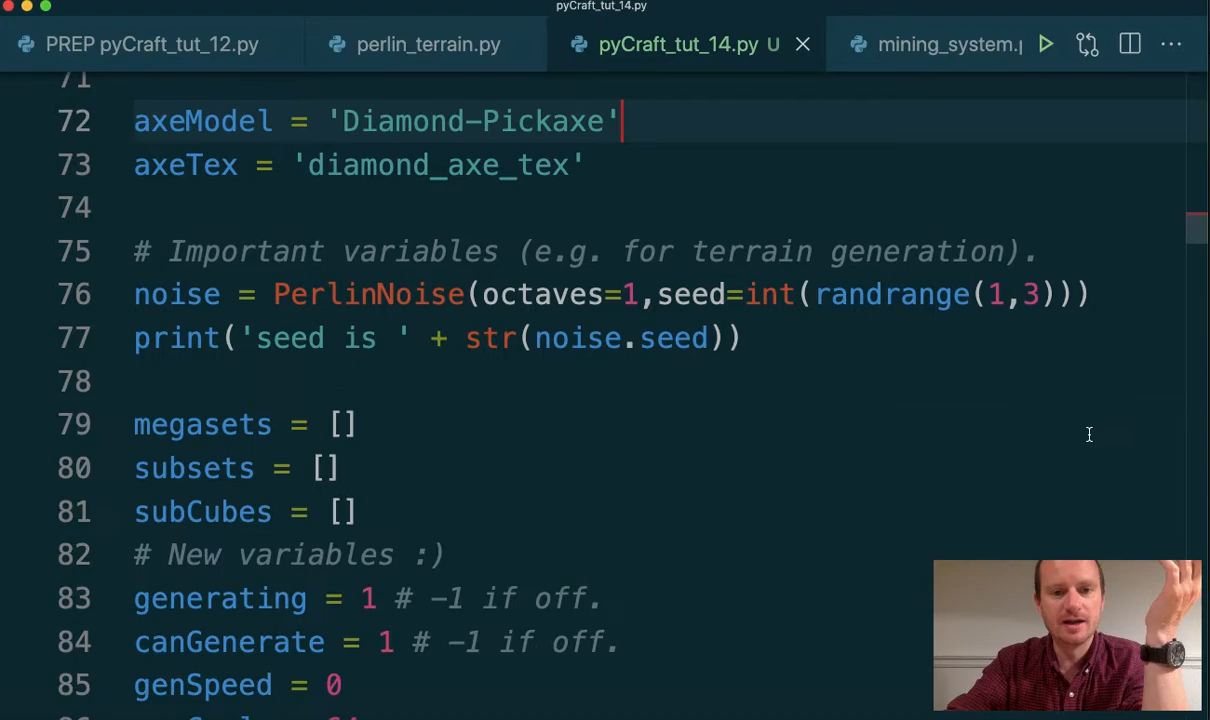 pyCraft_tut_14.py
PREP pyCraft_tut_12.py perlin_terrain.py pyCraft_tut_14.py U mining_system.p
71
72 axeModel = 'Diamond-Pickaxe'
73 axeTex = 'diamond_axe_tex'
74
75 # Important variables (e.g. for terrain generation).
76 noise = PerlinNoise(octaves=1,seed=int(randrange(1,3)))
77 print('seed is ' + str(noise.seed))
78
79 megasets = []
80 subsets = []
81 subCubes = []
82 # New variables :)
83 generating = 1 # -1 if off.
84 canGenerate = 1 # -1 if off.
85 genSpeed = 0